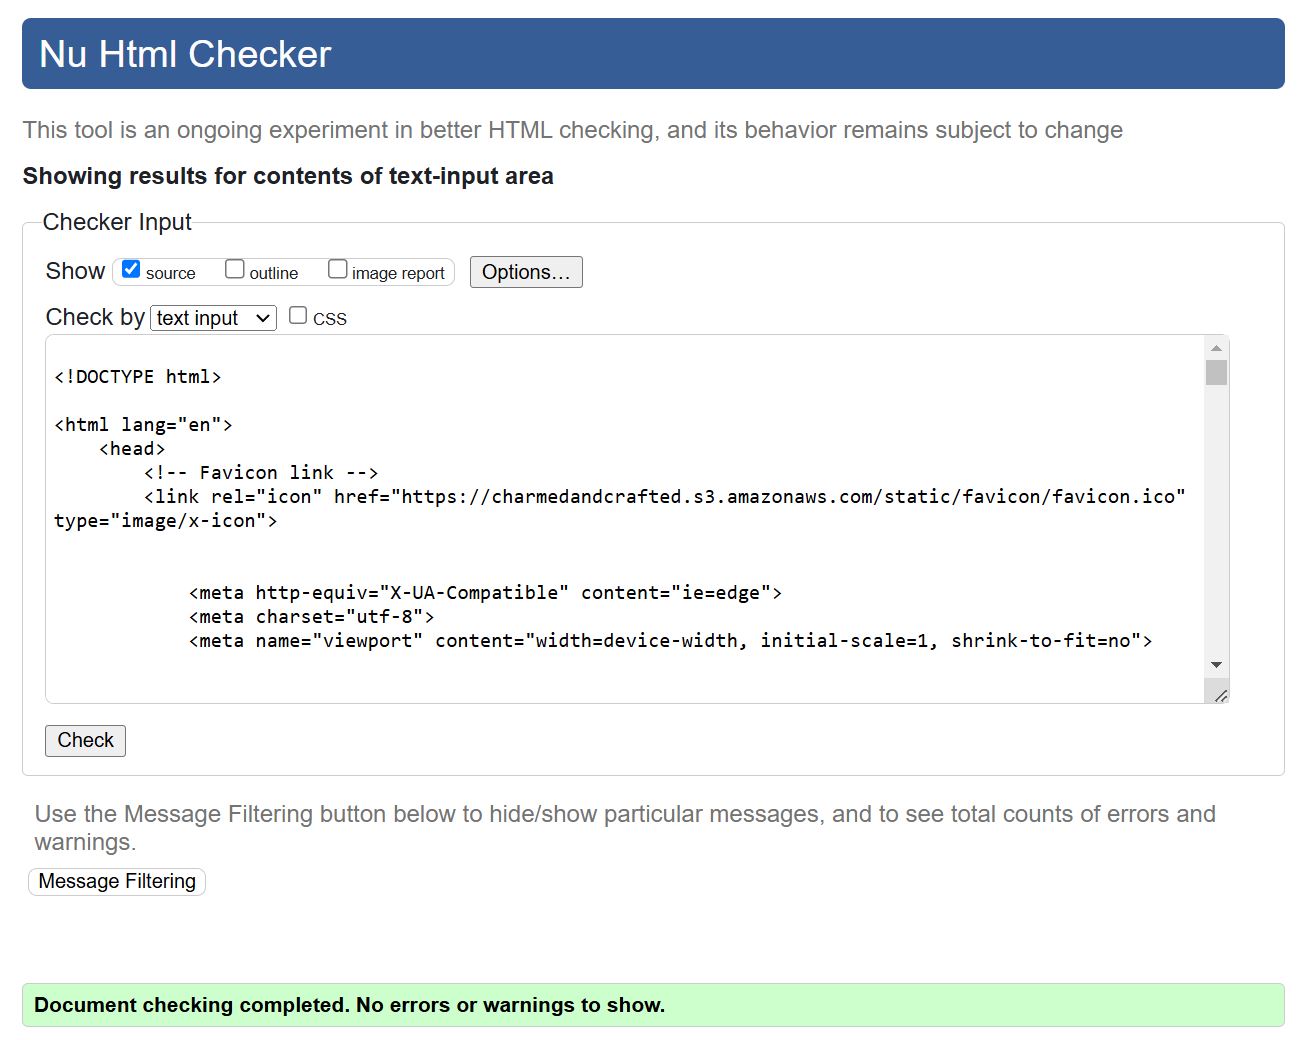 Nu Html Checker
This tool is an ongoing experiment in better HTML checking, and its behavior remains subject to change
Showing results for contents of text-input area
Checker Input
Show source outline image report Options...
Check by text input CSS
<!DOCTYPE html>
<html lang="en">
<head>
<!-- Favicon link -->
<link rel="icon" href="https://charmedandcrafted.s3.amazonaws.com/static/favicon/favicon.ico"
type="image/x-icon">
<meta http-equiv="X-UA-Compatible" content="ie=edge">
<meta charset="utf-8">
<meta name="viewport" content="width=device-width, initial-scale=1, shrink-to-fit=no">
Check
Use the Message Filtering button below to hide/show particular messages, and to see total counts of errors and
warnings.
Message Filtering
Document checking completed. No errors or warnings to show.